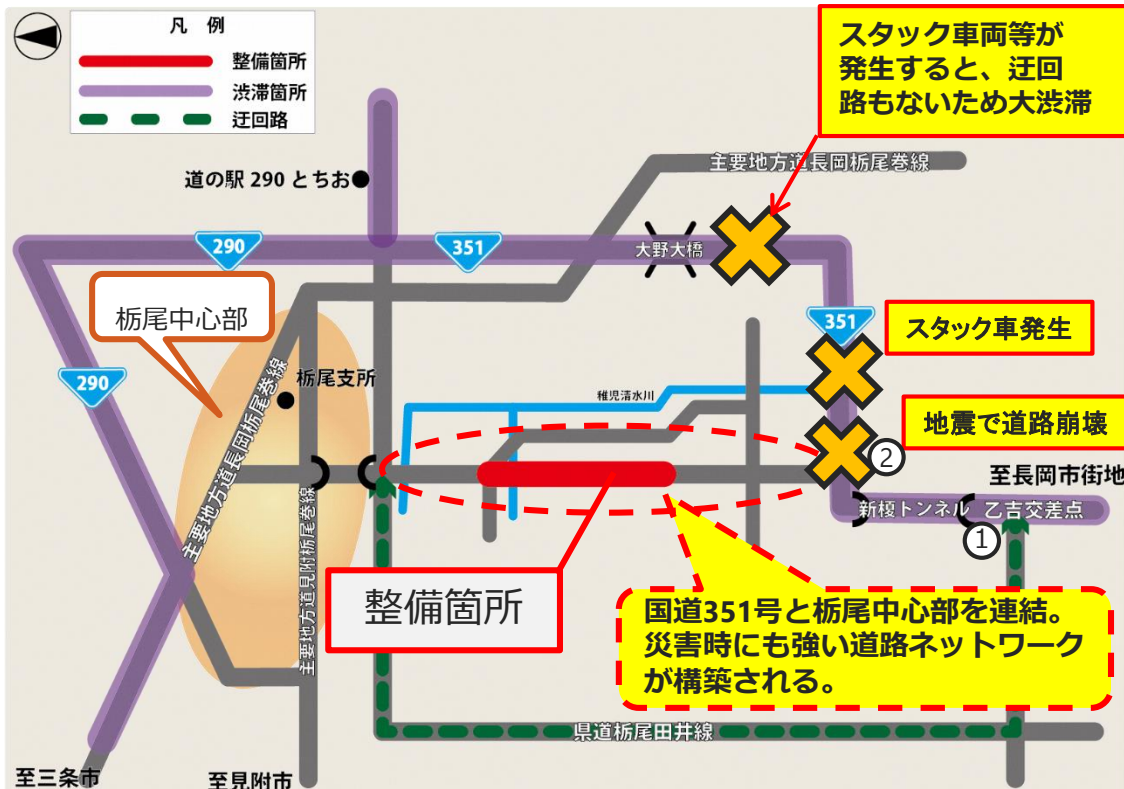 凡 例
整備箇所
渋滞箇所
迂回路
スタック車両等が
発生すると、迂回
路もないため大渋滞
主要地方道長岡栃尾巻線
道の駅 290 とちお
290
351
大野大橋
栃尾中心部
351
スタック車発生
290
栃尾支所
主要地方道長岡栃尾巻線
稚児清水川
地震で道路崩壊
②
至長岡市街地
主要地方道見附栃尾巻線
新榎トンネル
乙吉交差点
①
整備箇所
国道351号と栃尾中心部を連結。
災害時にも強い道路ネットワーク
が構築される。
県道栃尾田井線
至三条市
至見附市